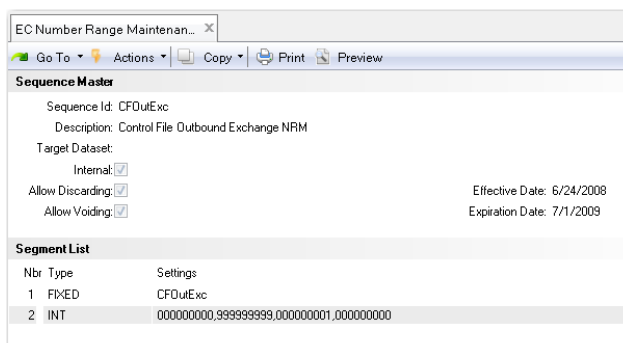 EC Number Range Maintenan... X
Go To Actions Copy Print Preview
Sequence Master
Sequence Id: CFOutExc
Description: Control File Outbound Exchange NRM
Target Dataset:
Internal:
Allow Discarding: Effective Date: 6/24/2008
Allow Voiding: Expiration Date: 7/1/2009
Segment List
Nbr Type Settings
1 FIXED CFOutExc
2 INT 000000000,999999999,000000001,000000000